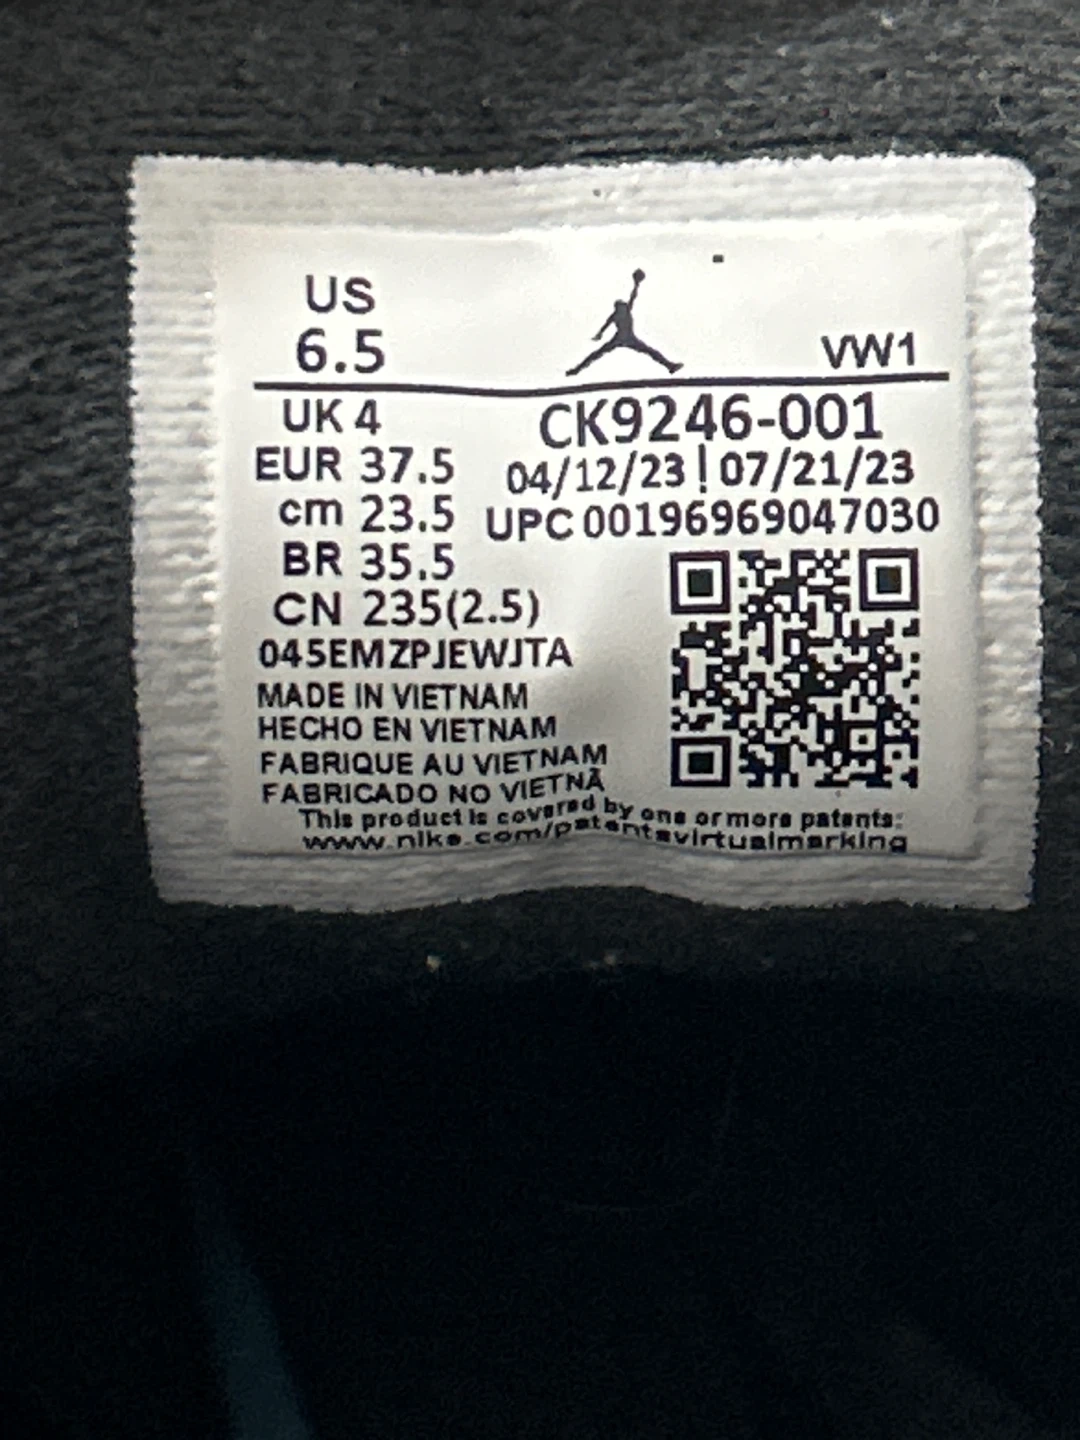 US
6.5
VW1
UK 4
EUR 37.5
cm 23.5
BR 35.5
CN 235(2.5)
CK9246-001
04/12/23 | 07/21/23
UPC 00196969047030
045EMZPJEWJTA
MADE IN VIETNAM
HECHO EN VIETNAM
FABRIQUE AU VIETNAM
FABRICADO NO VIETNÃ
This product is covered by one or more patents:
www.nike.com/patentsvirtualmarking